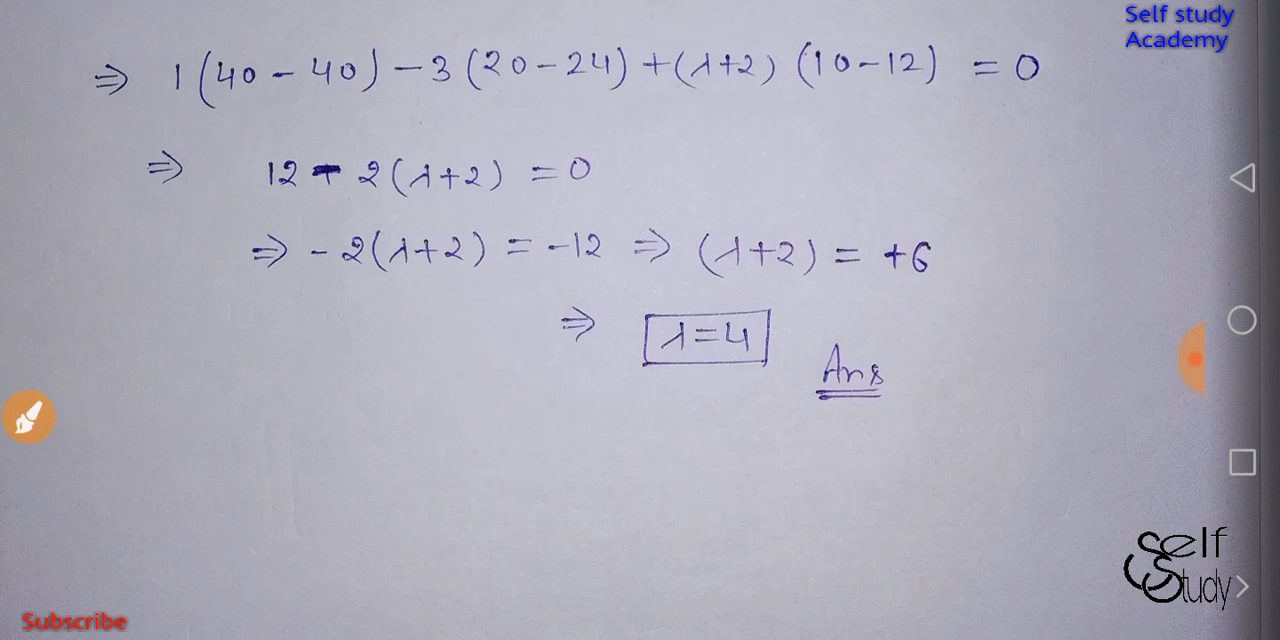 Self study
Academy
⇒ 1(40 - 40) - 3(20 - 24) + (λ+2) (10 - 12) = 0
⇒ 12 - 2(λ+2) = 0
⇒ - 2(λ+2) = -12 ⇒ (λ+2) = +6
⇒ λ=4
Ans
Self
Study
Subscribe